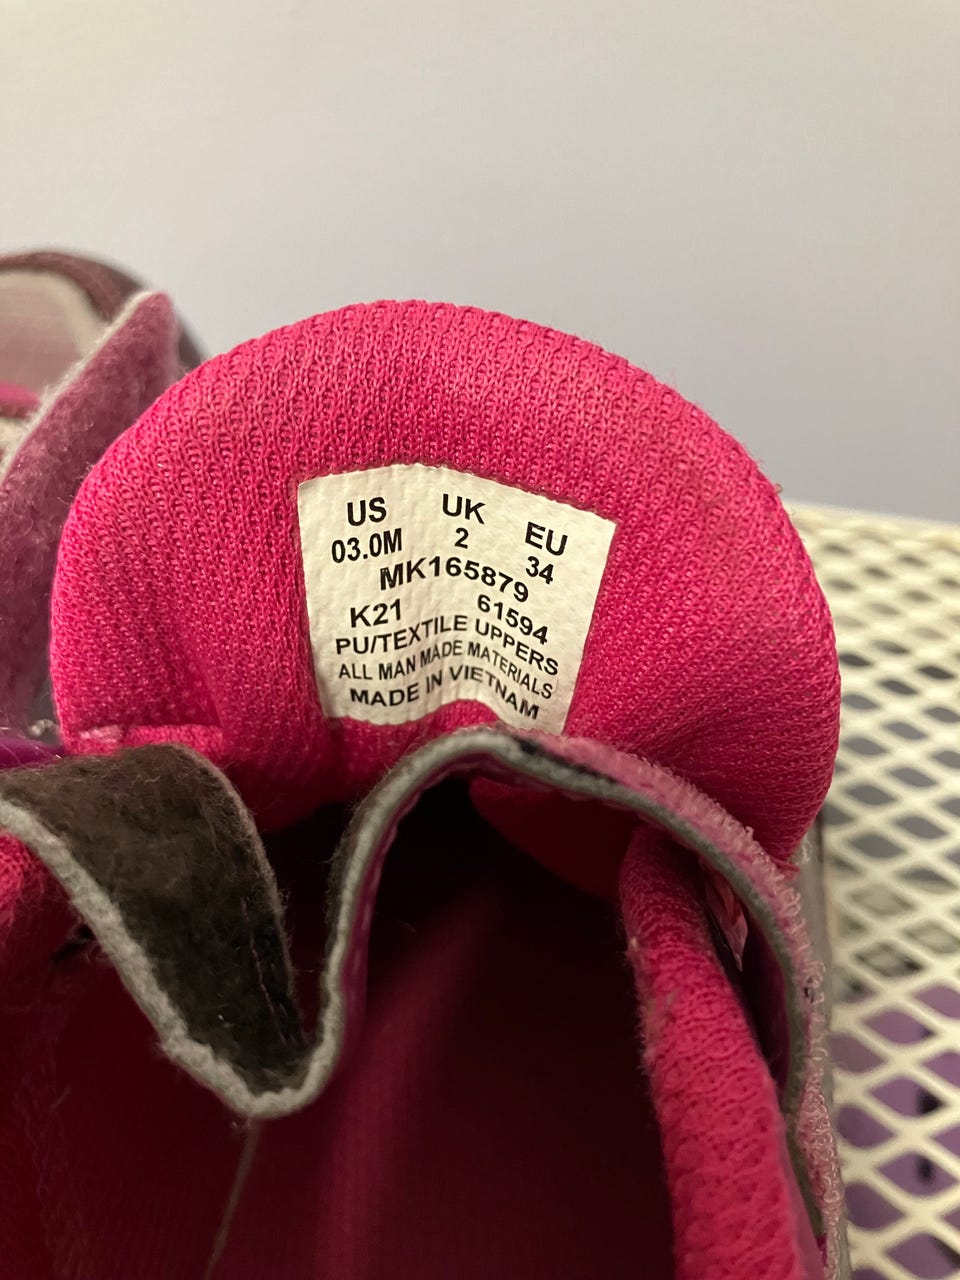 US UK EU
03.0M 2 34
MK165879
K21 61594
PU/TEXTILE UPPERS
ALL MAN MADE MATERIALS
MADE IN VIETNAM